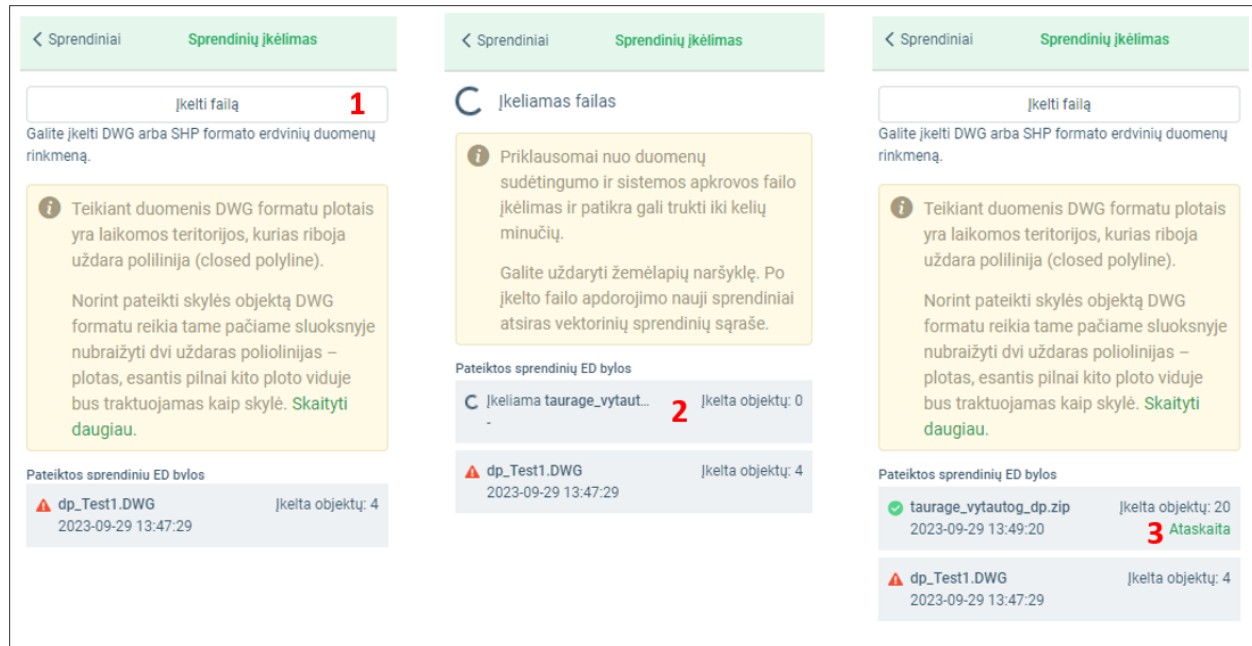 Sprendiniai
Sprendinių įkėlimas
Įkelti failą
1
Galite įkelti DWG arba SHP formato erdvinių duomenų
rinkmeną.
Teikiant duomenis DWG formatu plotais
yra laikomos teritorijos, kurias riboja
uždara polilinija (closed polyline).
Norint pateikti skylės objektą DWG
formatu reikia tame pačiame sluoksnyje
nubraižyti dvi uždaras poliolinijas –
plotas, esantis pilnai kito ploto viduje
bus traktuojamas kaip skylė. Skaityti
daugiau.
Pateiktos sprendinių ED bylos
dp_Test1.DWG
Įkelta objektų: 4
2023-09-29 13:47:29
Sprendiniai
Sprendinių įkėlimas
Įkeliamas failas
Priklausomai nuo duomenų
sudėtingumo ir sistemos apkrovos failo
įkėlimas ir patikra gali trukti iki kelių
minučių.
Galite uždaryti žemėlapių naršyklę. Po
įkelto failo apdorojimo nauji sprendiniai
atsiras vektorinių sprendinių sąraše.
Pateiktos sprendinių ED bylos
Įkeliama taurage_vytaut...
2
Įkelta objektų: 0
-
dp_Test1.DWG
Įkelta objektų: 4
2023-09-29 13:47:29
Sprendiniai
Sprendinių įkėlimas
Įkelti failą
Galite įkelti DWG arba SHP formato erdvinių duomenų
rinkmeną.
Teikiant duomenis DWG formatu plotais
yra laikomos teritorijos, kurias riboja
uždara polilinija (closed polyline).
Norint pateikti skylės objektą DWG
formatu reikia tame pačiame sluoksnyje
nubraižyti dvi uždaras poliolinijas –
plotas, esantis pilnai kito ploto viduje
bus traktuojamas kaip skylė. Skaityti
daugiau.
Pateiktos sprendinių ED bylos
taurage_vytautog_dp.zip
Įkelta objektų: 20
2023-09-29 13:49:20
3
Ataskaita
dp_Test1.DWG
Įkelta objektų: 4
2023-09-29 13:47:29